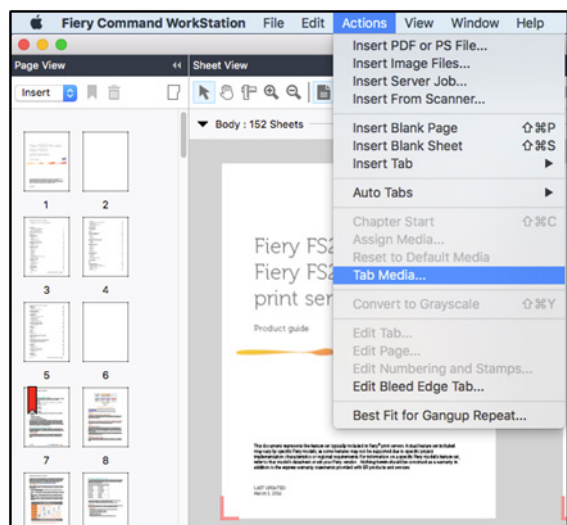 Fiery Command WorkStation File Edit Actions View Window Help
Page View
Sheet View
Insert
Body : 152 Sheets
1 2
3 4
5 6
7 8
Fiery FS2
Fiery FS2
print ser
Product guide
March 1, 2016
Insert PDF or PS File...
Insert Image Files...
Insert Server Job...
Insert From Scanner...
Insert Blank Page ⇧⌘P
Insert Blank Sheet ⇧⌘S
Insert Tab
Auto Tabs
Chapter Start ⇧⌘C
Assign Media...
Reset to Default Media
Tab Media...
Convert to Grayscale ⇧⌘Y
Edit Tab...
Edit Page...
Edit Numbering and Stamps...
Edit Bleed Edge Tab...
Best Fit for Gangup Repeat...